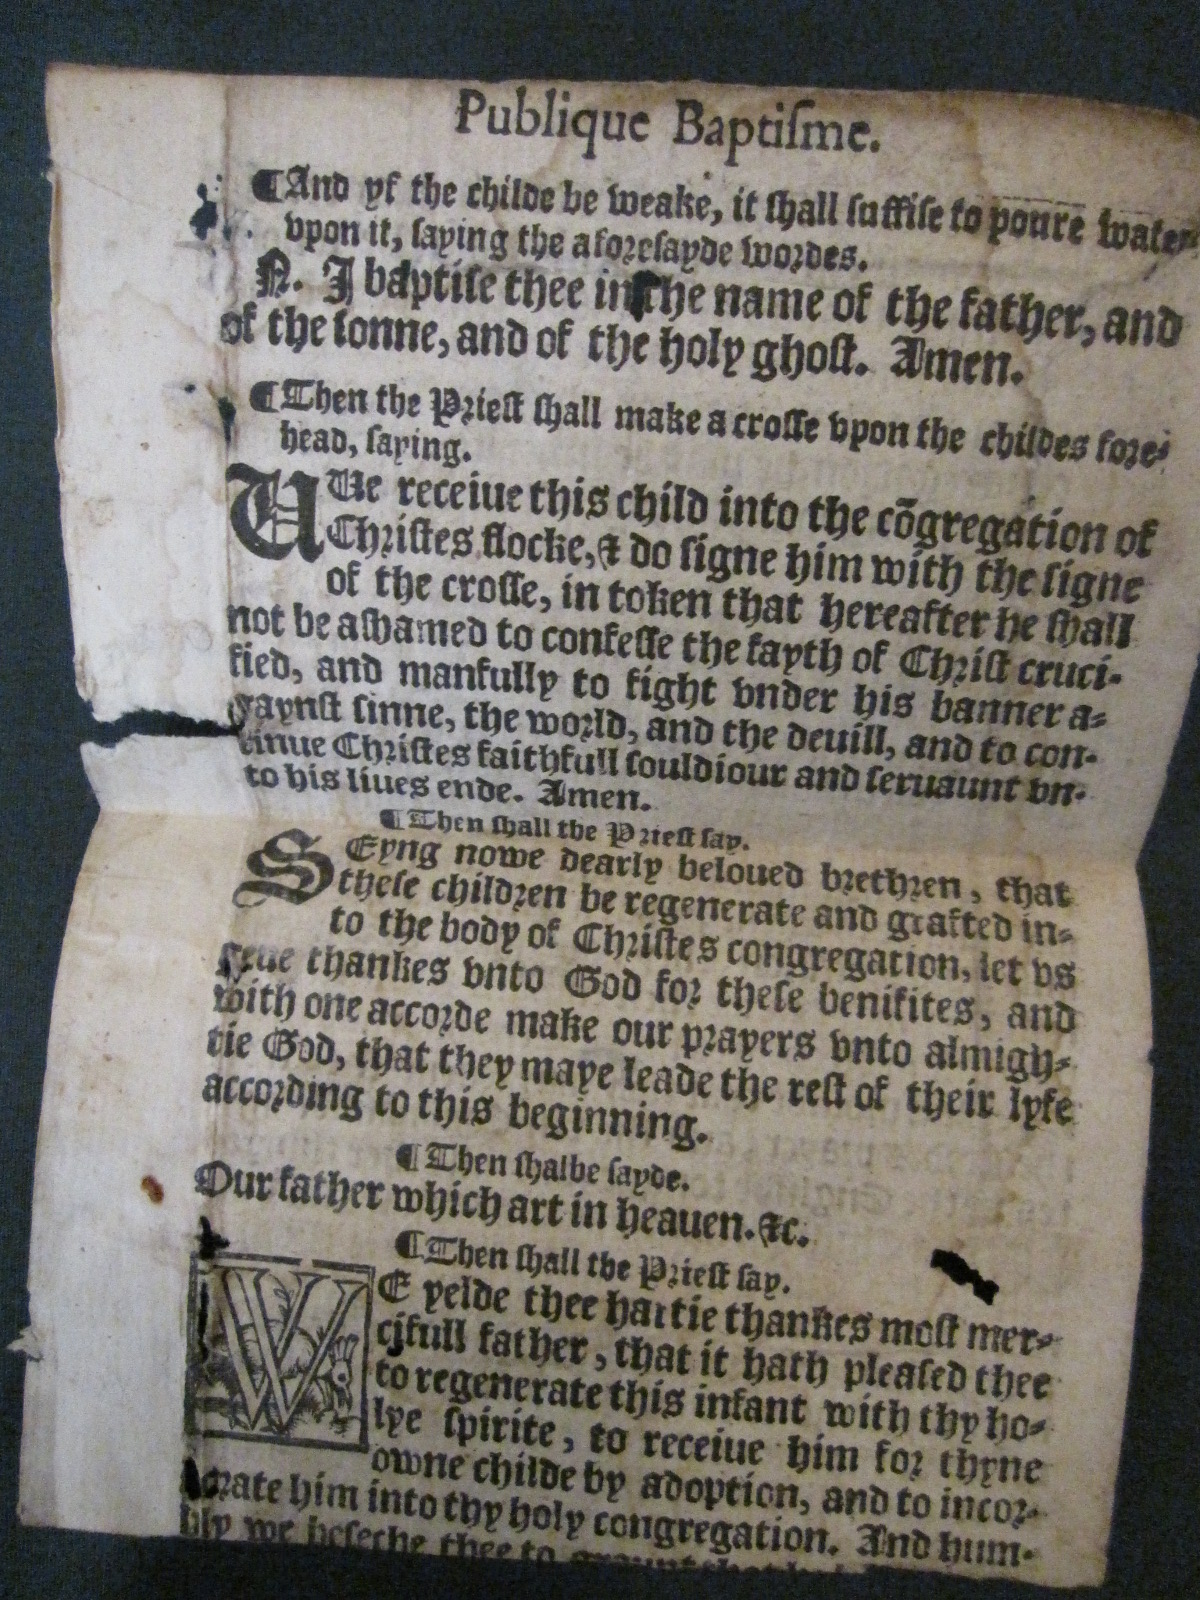 Publique Baptiſme.
¶And yf the childe be weake, it ſhall ſuffiſe to poure water
vpon it, ſaying the aforeſayde wordes.
N. I baptiſe thee in the name of the father, and
of the ſonne, and of the holy ghoſt. Amen.
¶Then the Prieſt ſhall make a croſſe vpon the childes fore-
head, ſaying.
VVe receiue this child into the cõgregation of
Chriſtes flocke, & do ſigne him with the ſigne
of the croſſe, in token that hereafter he ſhall
not be aſhamed to confeſſe the fayth of Chriſt cruci-
fied, and manfully to fight vnder his banner a-
gaynſt ſinne, the world, and the deuill, and to con-
tinue Chriſtes faithfull ſouldiour and ſeruaunt vn-
to his liues ende. Amen.
¶Then ſhall the Prieſt ſay.
SEyng nowe dearly beloued brethren, that
theſe children be regenerate and grafted in-
to the body of Chriſtes congregation, let vs
geue thankes vnto God for theſe benifites, and
with one accorde make our prayers vnto almigh-
tie God, that they maye leade the reſt of their lyfe
according to this beginning.
¶Then ſhalbe ſayde.
Our father which art in heauen. &c.
¶Then ſhall the Prieſt ſay.
WE yelde thee hartie thankes moſt mer-
cifull father, that it hath pleaſed thee
to regenerate this infant with thy ho-
lye ſpirite, to receiue him for thyne
owne childe by adoption, and to incor-
porate him into thy holy congregation. And hum-
bly we beſeche thee to graunt that